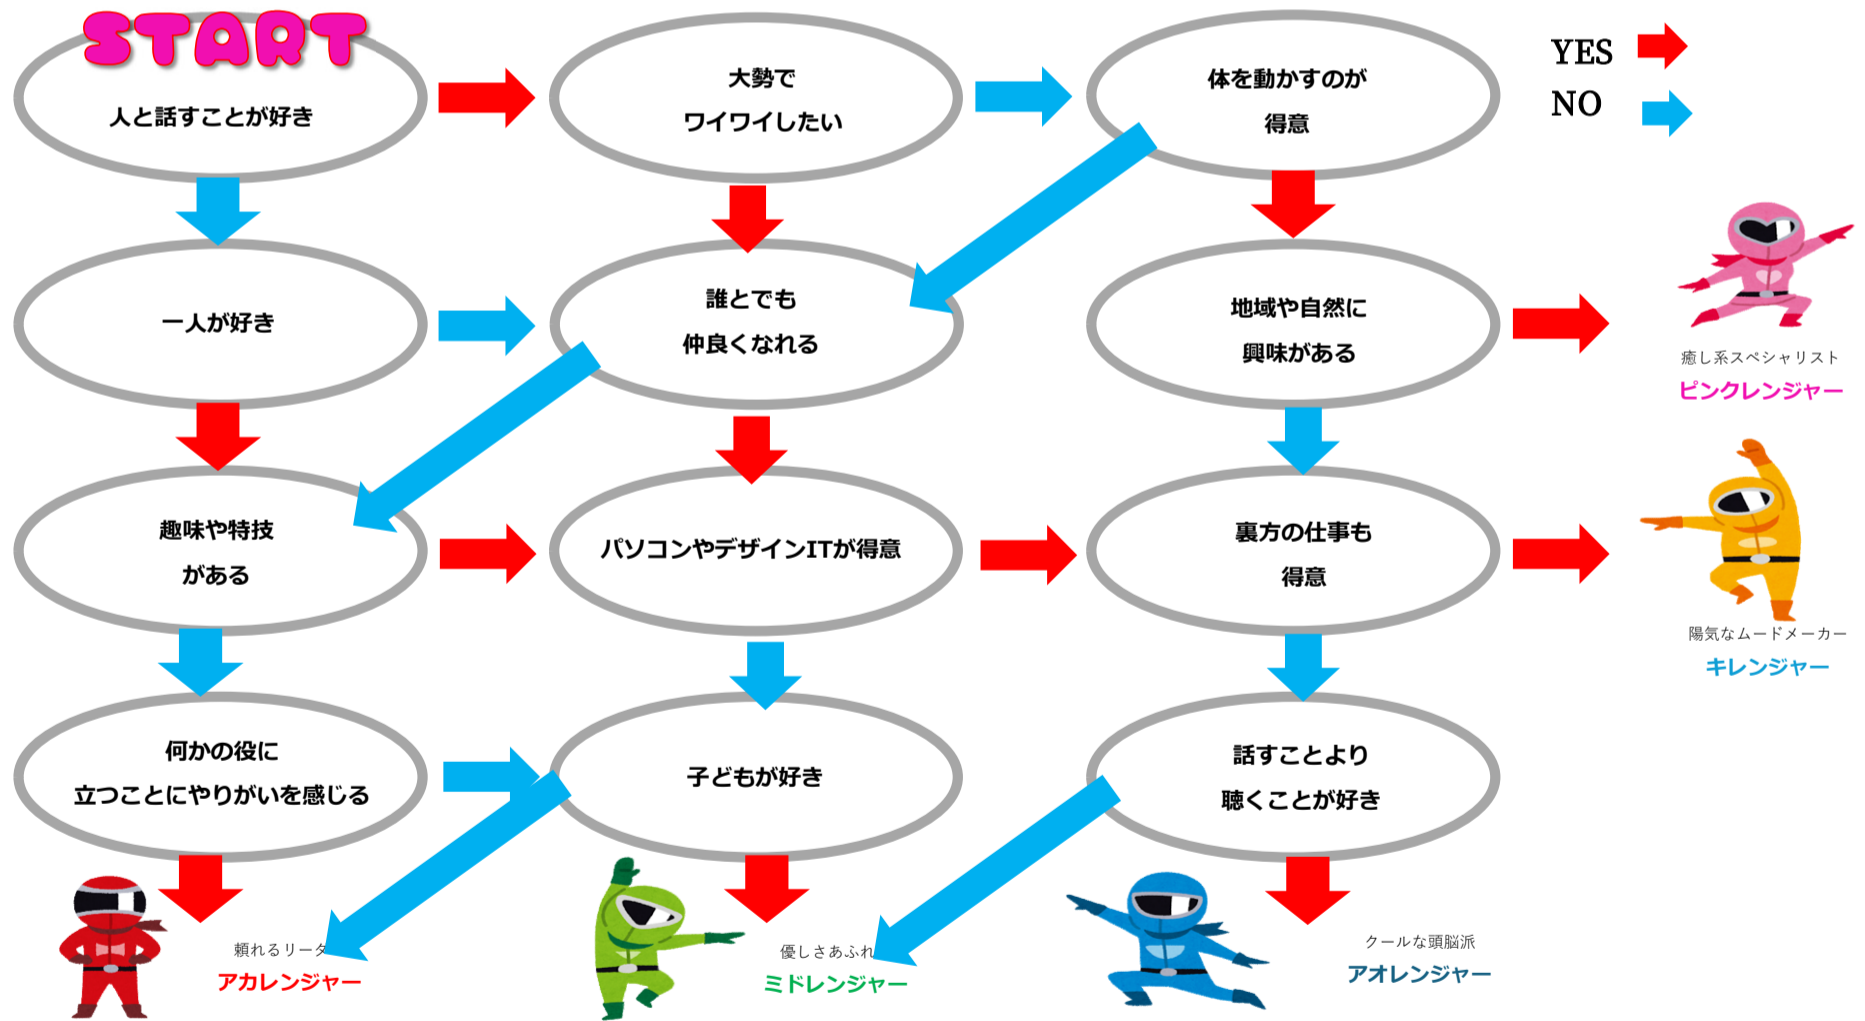 START
人と話すことが好き
大勢で
ワイワイしたい
体を動かすのが
得意
YES
NO
一人が好き
誰とでも
仲良くなれる
地域や自然に
興味がある
癒し系スペシャリスト
ピンクレンジャー
趣味や特技
がある
パソコンやデザインITが得意
裏方の仕事も
得意
陽気なムードメーカー
キレンジャー
何かの役に
立つことにやりがいを感じる
子どもが好き
話すことより
聴くことが好き
頼れるリーダ
アカレンジャー
優しさあふれ
ミドレンジャー
クールな頭脳派
アオレンジャー